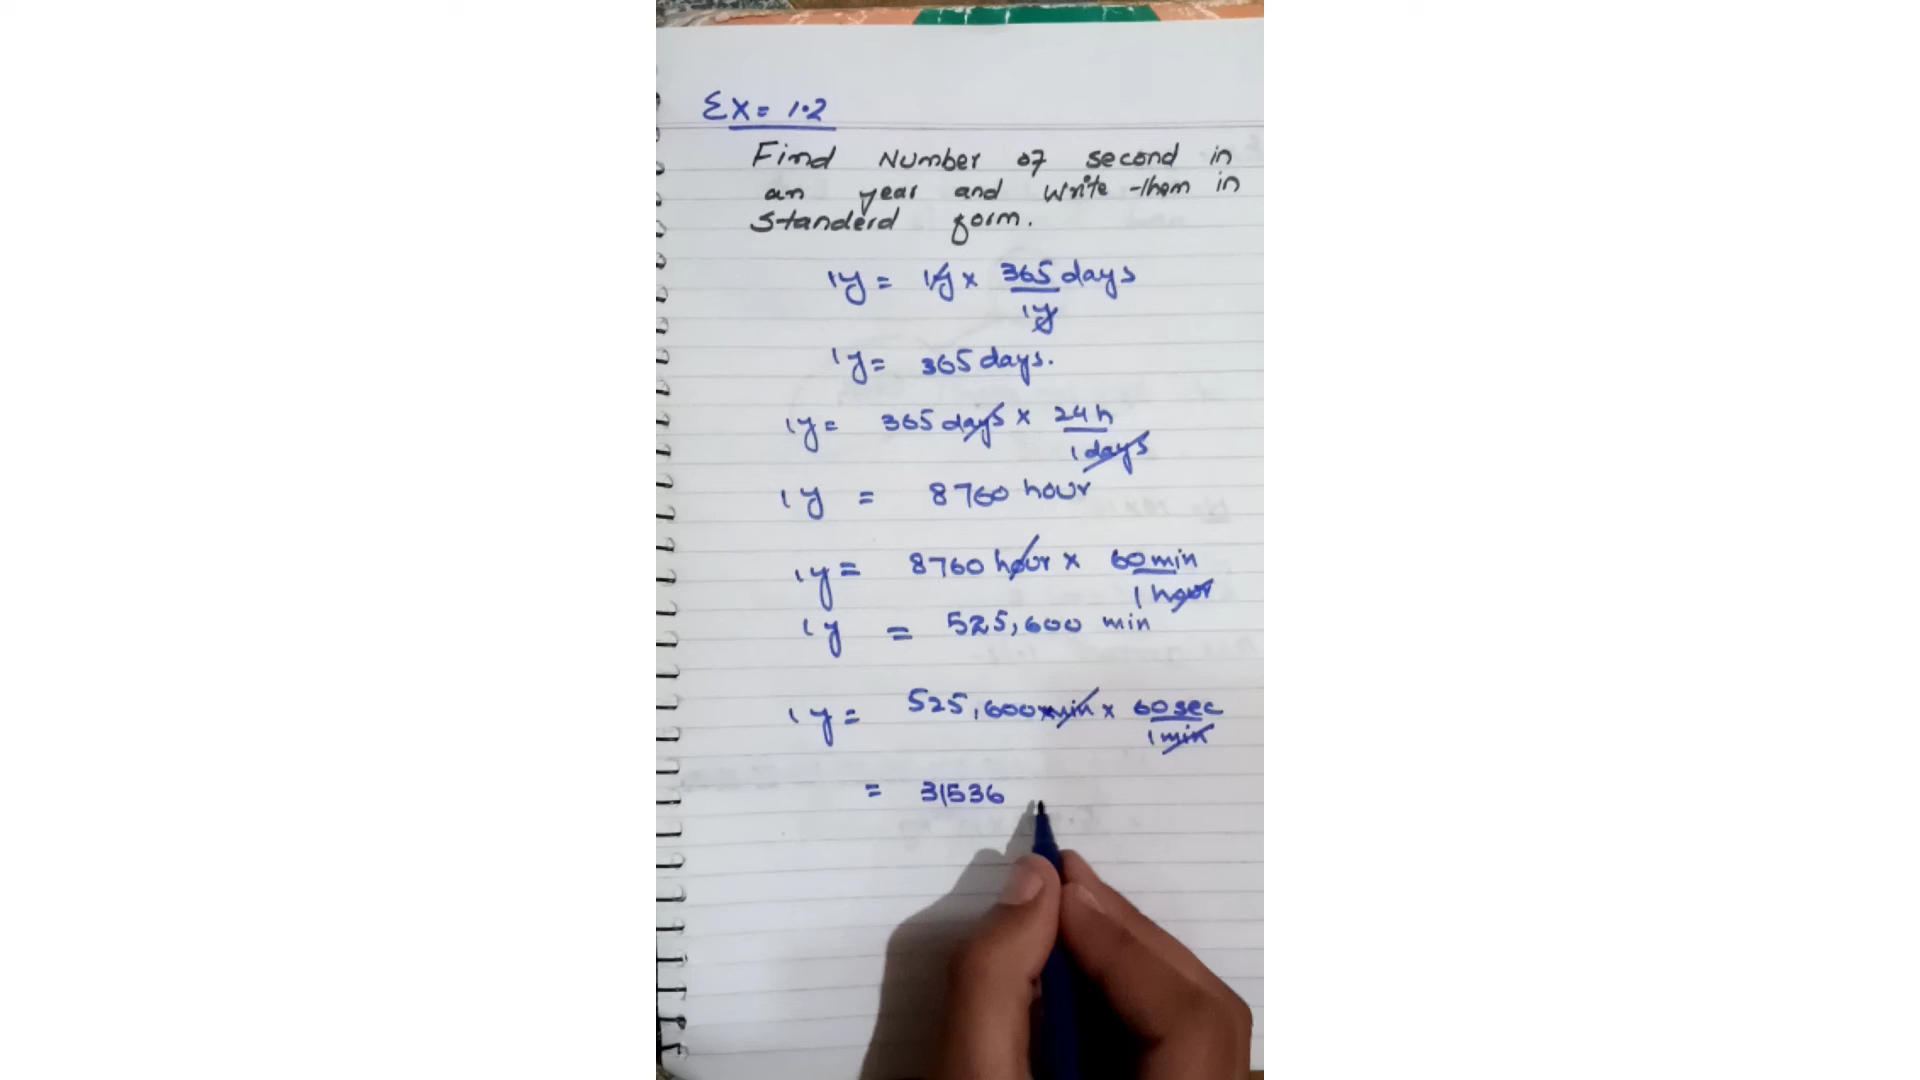 Ex = 1.2
Find Number of second in
an year and write them in
standerd form.
1y = 1y x 365 days
1y
1y = 365 days.
1y = 365 days x 24 h
1 days
1y = 8760 hour
1y = 8760 hour x 60 min
1 hour
1y = 525,600 min
1y = 525,600 min x 60 sec
1 min
= 31536